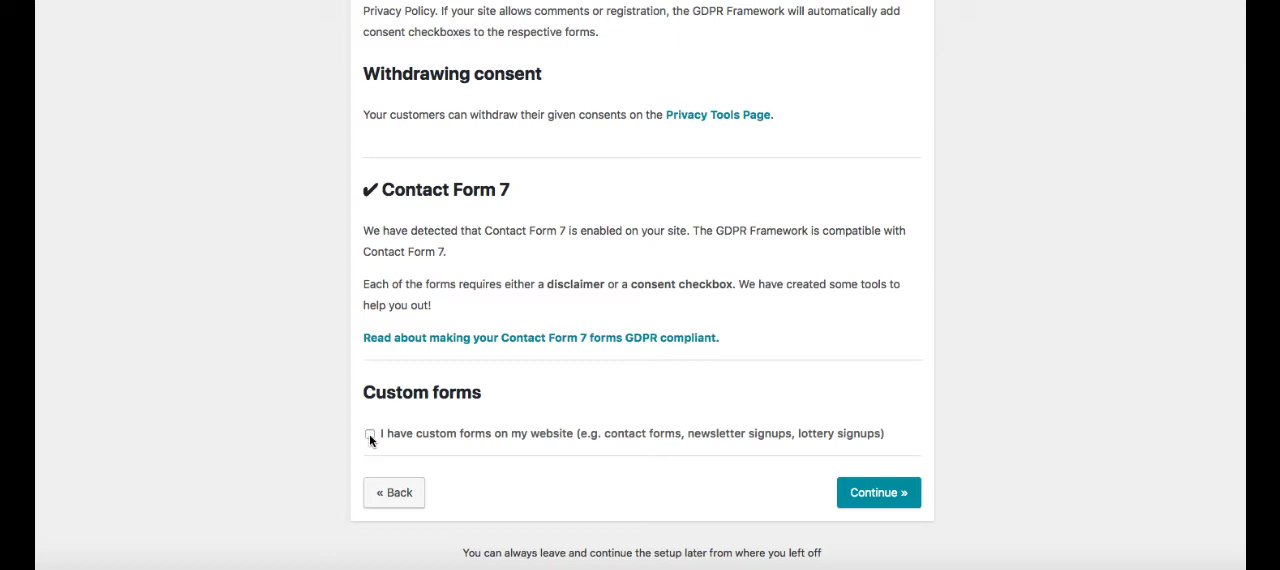 Privacy Policy. If your site allows comments or registration, the GDPR Framework will automatically add
consent checkboxes to the respective forms.
Withdrawing consent
Your customers can withdraw their given consents on the Privacy Tools Page.
✔ Contact Form 7
We have detected that Contact Form 7 is enabled on your site. The GDPR Framework is compatible with
Contact Form 7.
Each of the forms requires either a disclaimer or a consent checkbox. We have created some tools to
help you out!
Read about making your Contact Form 7 forms GDPR compliant.
Custom forms
I have custom forms on my website (e.g. contact forms, newsletter signups, lottery signups)
« Back
Continue »
You can always leave and continue the setup later from where you left off